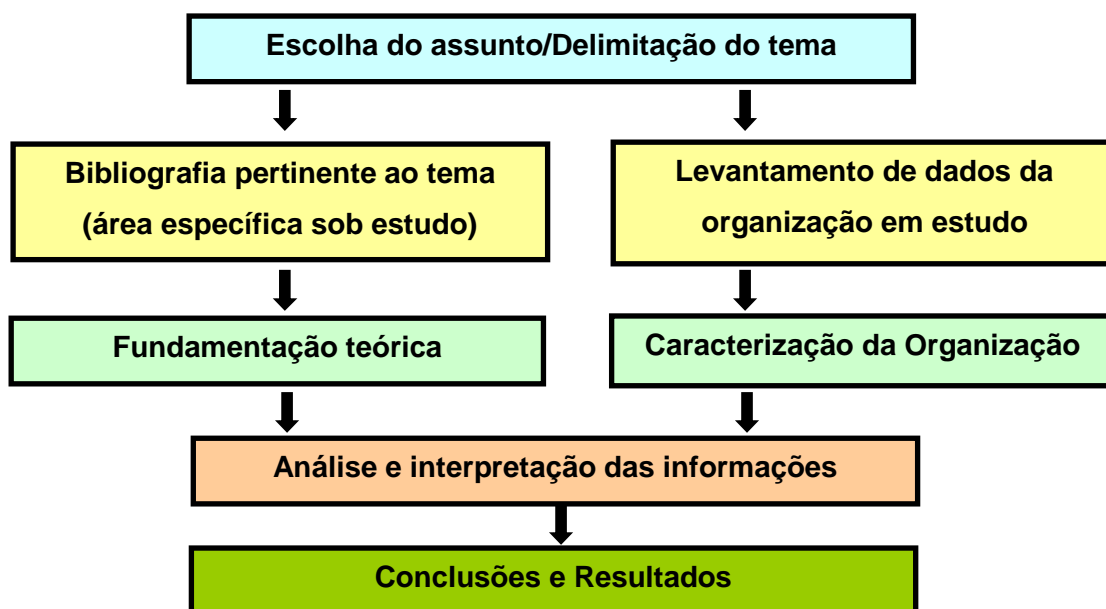 Escolha do assunto/Delimitação do tema
Bibliografia pertinente ao tema
(área específica sob estudo)
Levantamento de dados da
organização em estudo
Fundamentação teórica
Caracterização da Organização
Análise e interpretação das informações
Conclusões e Resultados